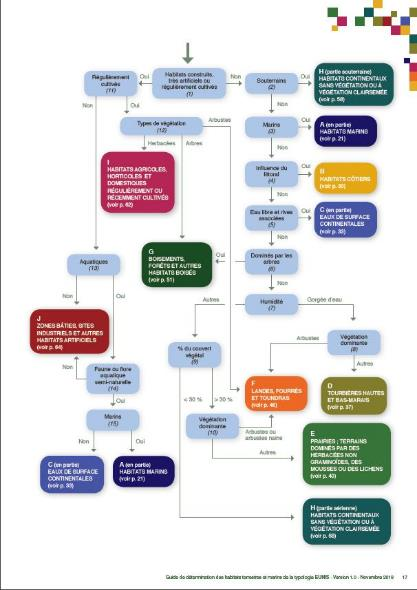 Habitats construits,
très artificiels ou
régulièrement cultivés
(1)
Oui
Non
Régulièrement
cultivés
(11)
Souterrains
(2)
Oui
H (partie souterraine)
HABITATS CONTINENTAUX
SANS VÉGÉTATION OU À
VÉGÉTATION CLAIRSEMÉE
(voir p. 58)
Non
Oui
Non
Types de végétation
(12)
Arbustes
Herbacées
Arbres
Marins
(3)
Oui
A (en partie)
HABITATS MARINS
(voir p. 21)
Non
I
HABITATS AGRICOLES,
HORTICOLES ET
DOMESTIQUES
RÉGULIÈREMENT OU
RÉCEMMENT CULTIVÉS
(voir p. 62)
Influence du
littoral
(4)
Oui
B
HABITATS CÔTIERS
Non
Eau libre et rives
associées
(5)
Oui
C (en partie)
EAUX DE SURFACE
CONTINENTALES
(voir p. 33)
Non
G
BOISEMENTS,
FORÊTS ET AUTRES
HABITATS BOISÉS
(voir p. 51)
Oui
Dominés par les
arbres
(6)
Non
Aquatiques
(13)
Non
Oui
Humidité
(7)
Autres
Gorgée d'eau
J
ZONES BÂTIES, SITES
INDUSTRIELS ET AUTRES
HABITATS ARTIFICIELS
(voir p. 64)
% du couvert
végétal
(9)
Arbustes
Végétation
dominante
(8)
Autres
Non
Faune ou flore
aquatique
semi-naturelle
(14)
Oui
< 30 %
> 30 %
F
LANDES, FOURRÉS
ET TOUNDRAS
(voir p. 46)
D
TOURBIÈRES HAUTES
ET BAS-MARAIS
(voir p. 37)
Marins
(15)
Non
Oui
Végétation
dominante
(10)
Arbustes ou
arbustes nains
Autres
E
PRAIRIES ; TERRAINS
DOMINÉS PAR DES
HERBACÉES NON
GRAMINOÏDES, DES
MOUSSES OU DES LICHENS
(voir p. 40)
C (en partie)
EAUX DE SURFACE
CONTINENTALES
(voir p. 33)
A (en partie)
HABITATS MARINS
(voir p. 21)
H (partie aérienne)
HABITATS CONTINENTAUX
SANS VÉGÉTATION OU À
VÉGÉTATION CLAIRSEMÉE
(voir p. 58)
Guide de détermination des habitats terrestres et marins de la typologie EUNIS - Version 1.0 - Novembre 2018 17